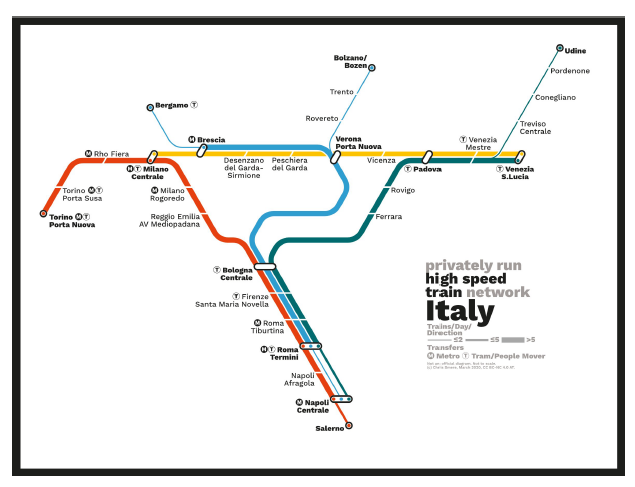 Udine
Bolzano/
Bozen
Pordenone
Trento
Conegliano
Bergamo Ⓣ
Rovereto
Treviso
Centrale
Ⓜ Brescia
Verona
Porta Nuova
Ⓣ Venezia
Mestre
Ⓜ Rho Fiera
Desenzano
del Garda-
Sirmione
Peschiera
del Garda
Vicenza
ⓂⓉ Milano
Centrale
Ⓣ Padova
Ⓣ Venezia
S.Lucia
Torino ⓂⓉ
Porta Susa
Ⓜ Milano
Rogoredo
Rovigo
Torino ⓂⓉ
Porta Nuova
Reggio Emilia
AV Mediopadana
Ferrara
Ⓣ Bologna
Centrale
privately run
high speed
train network
Italy
Ⓣ Firenze
Santa Maria Novella
Ⓜ Roma
Tiburtina
Trains/Day/
Direction
≤2 ≤5 >5
Transfers
Ⓜ Metro Ⓣ Tram/People Mover
ⓂⓉ Roma
Termini
Napoli
Afragola
Ⓜ Napoli
Centrale
Salerno